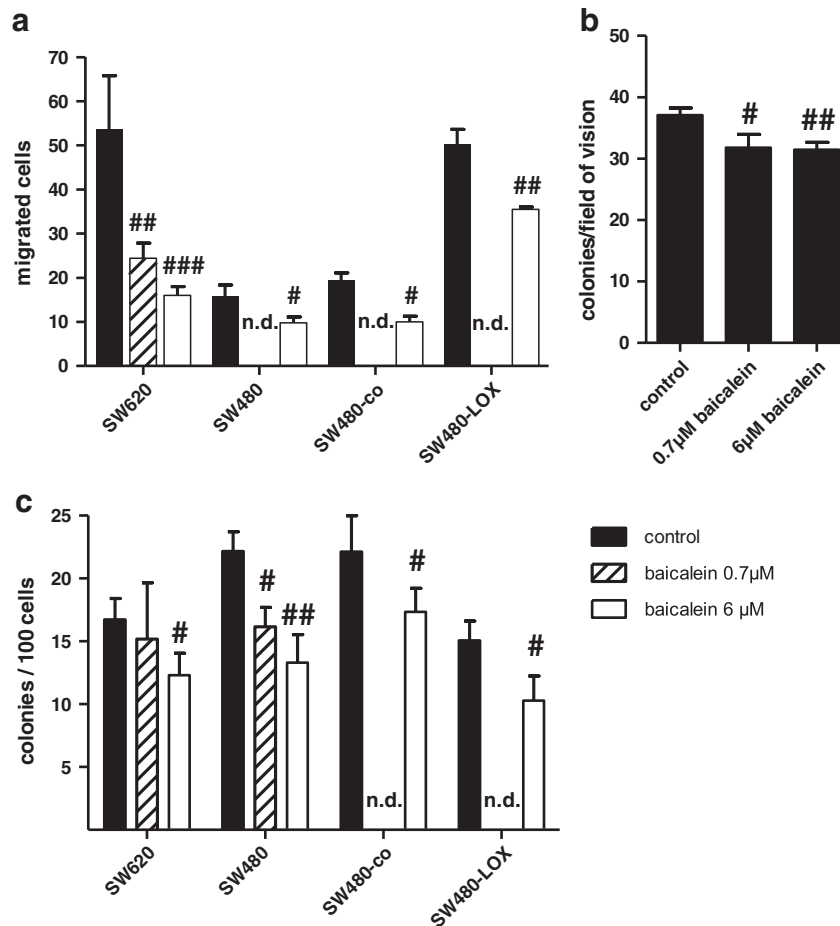 a
70
60
50
40
30
20
10
0
migrated cells
##
###
n.d.
#
n.d.
#
n.d.
##
SW620
SW480
SW480-co
SW480-LOX
b
50
40
30
20
10
0
colonies/field of vision
#
##
control
0.7µM baicalein
6µM baicalein
c
25
20
15
10
5
colonies / 100 cells
#
#
##
#
n.d.
#
n.d.
SW620
SW480
SW480-co
SW480-LOX
control
baicalein 0.7µM
baicalein 6 µM